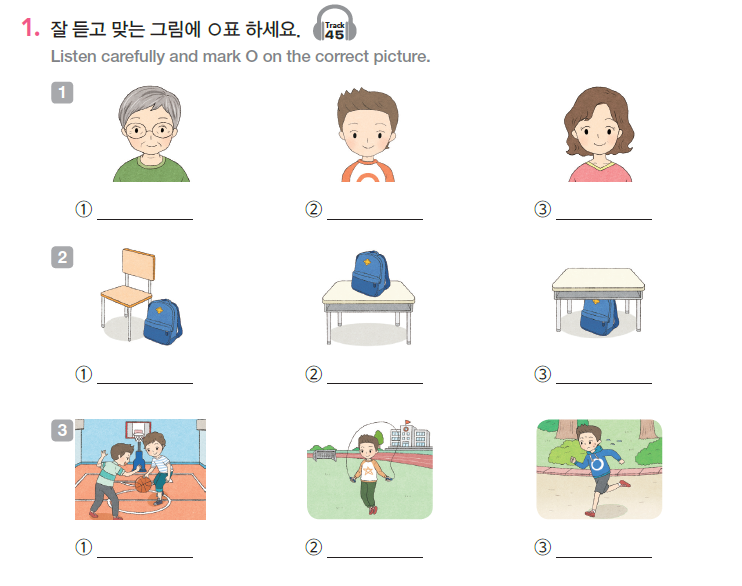 1. 잘 듣고 맞는 그림에 O표 하세요. Track 45
Listen carefully and mark O on the correct picture.
1
① ② ③
2
① ② ③
3
① ② ③